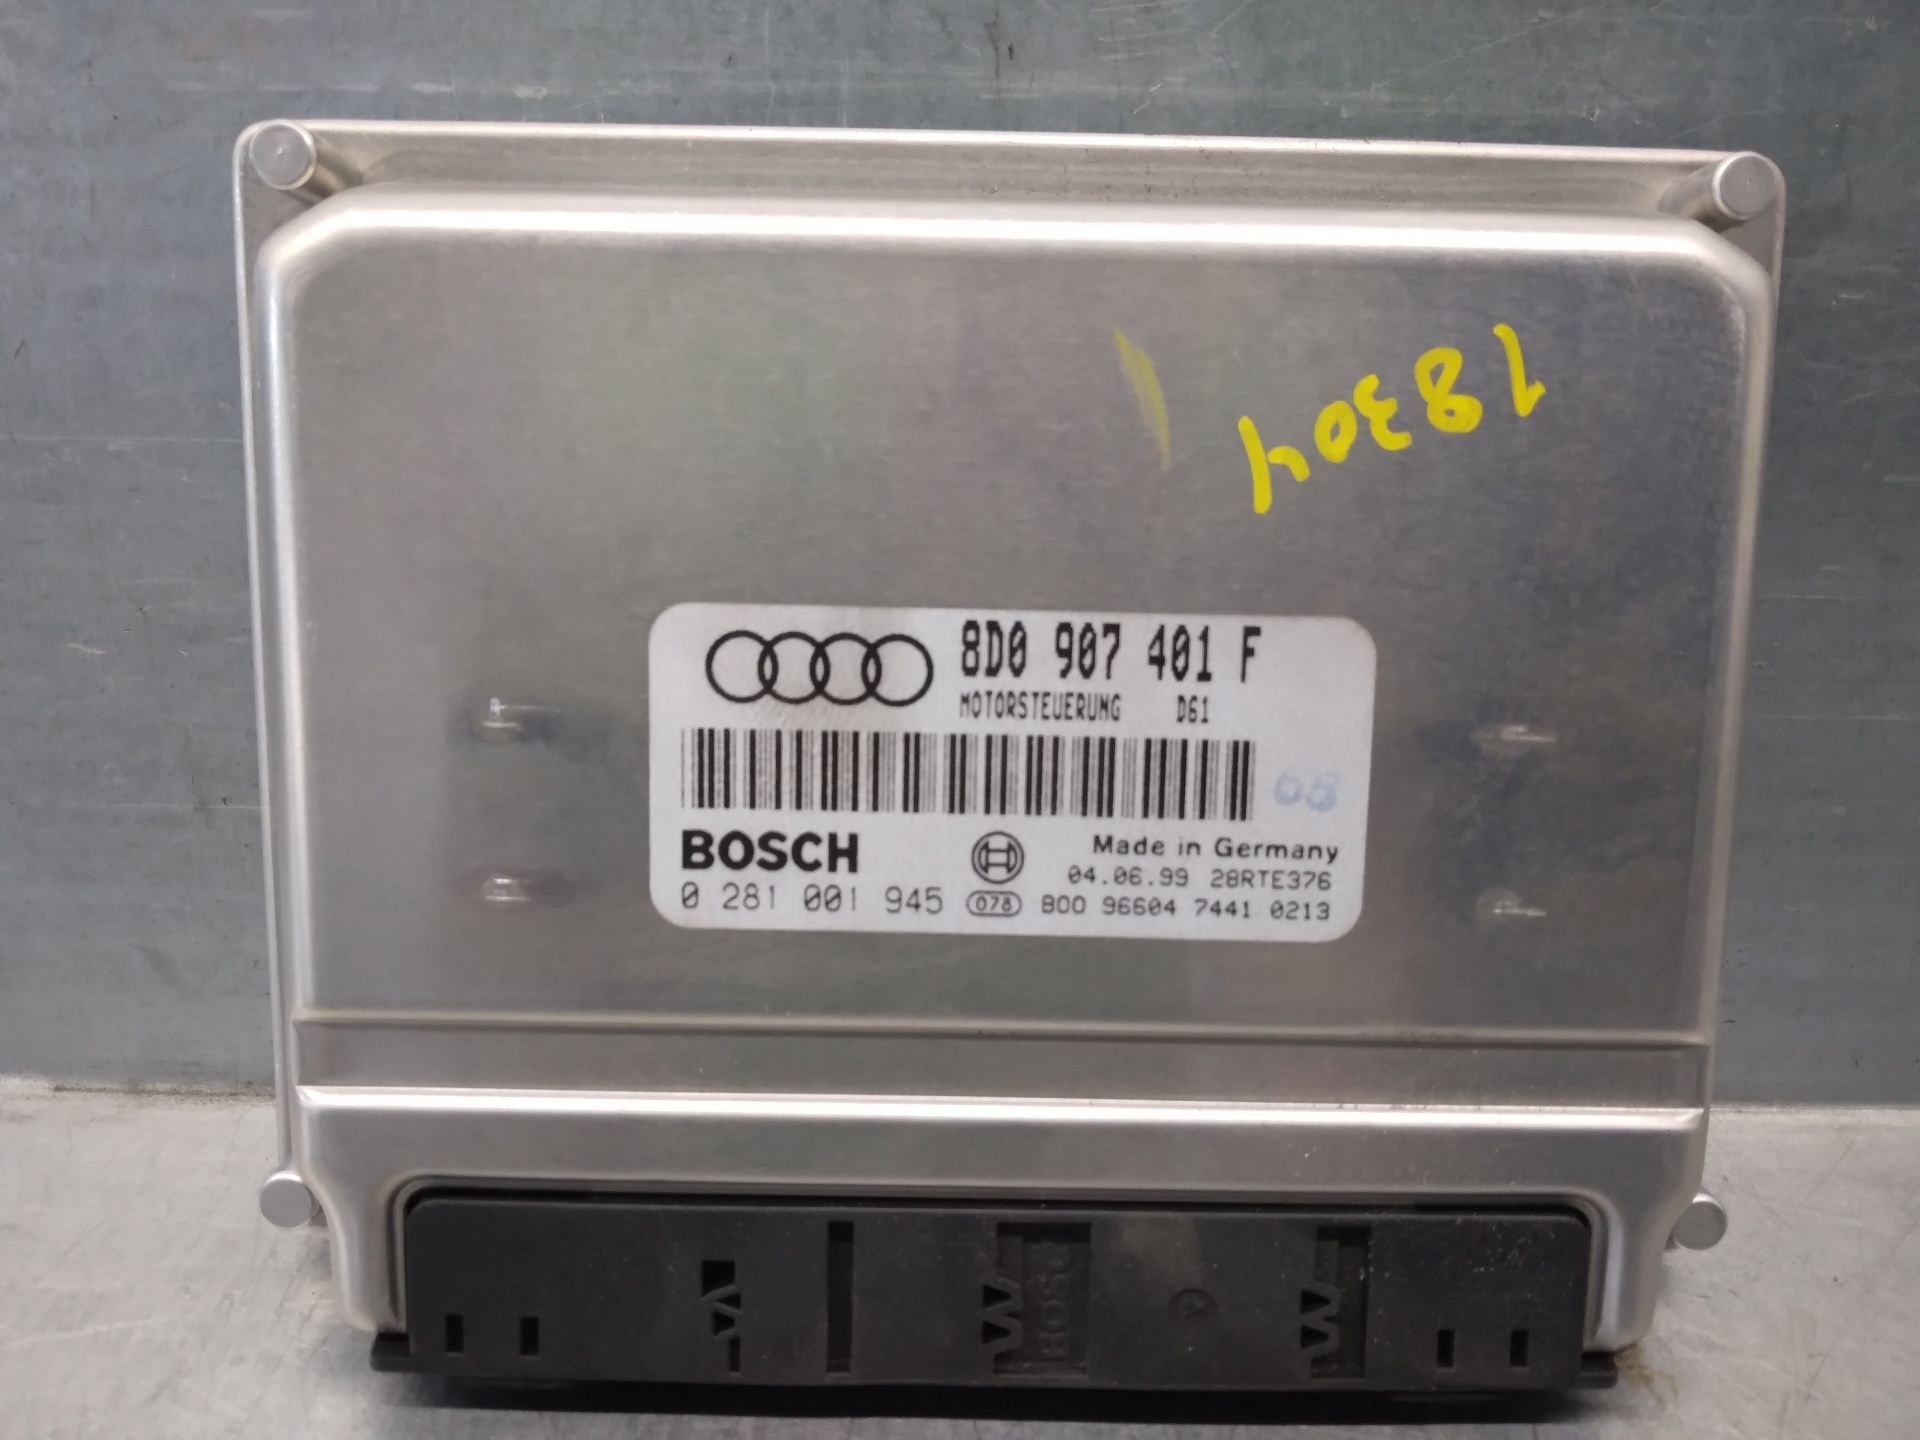 18304
8D0 907 401 F
MOTORSTEUERUNG D61
68
BOSCH
Made in Germany
04.06.99 28RTE376
0 281 001 945
078
B00 96604 7441 0213
BOSCH
A